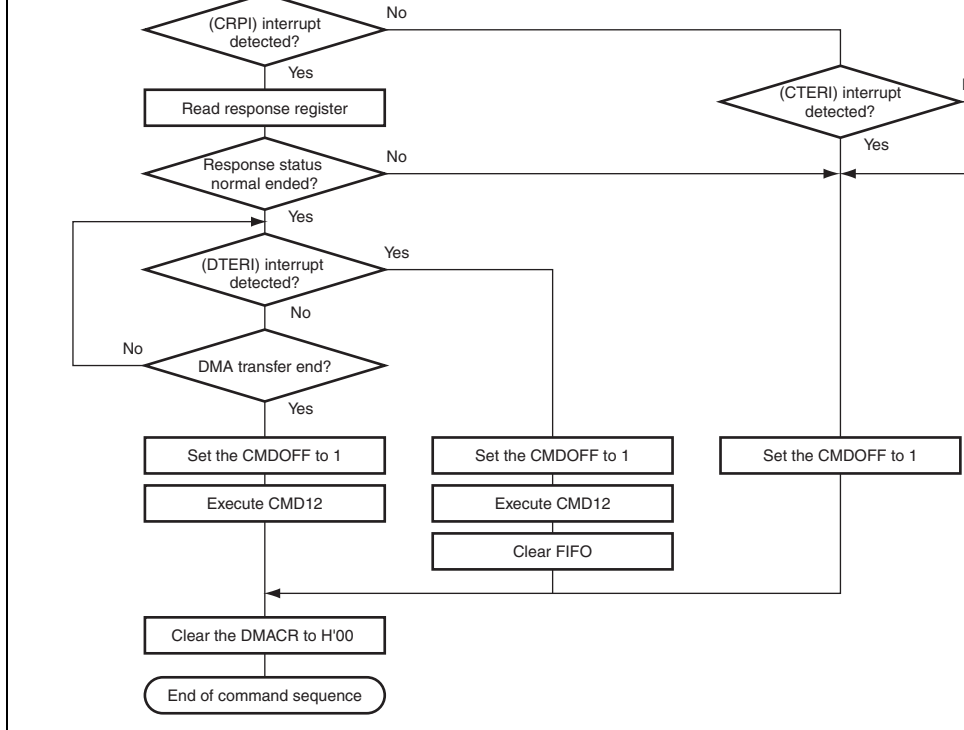 (CRPI) interrupt
detected?
No
Yes
Read response register
(CTERI) interrupt
detected?
Yes
Response status
normal ended?
No
Yes
(DTERI) interrupt
detected?
Yes
No
DMA transfer end?
No
Yes
Set the CMDOFF to 1
Set the CMDOFF to 1
Set the CMDOFF to 1
Execute CMD12
Execute CMD12
Clear FIFO
Clear the DMACR to H'00
End of command sequence